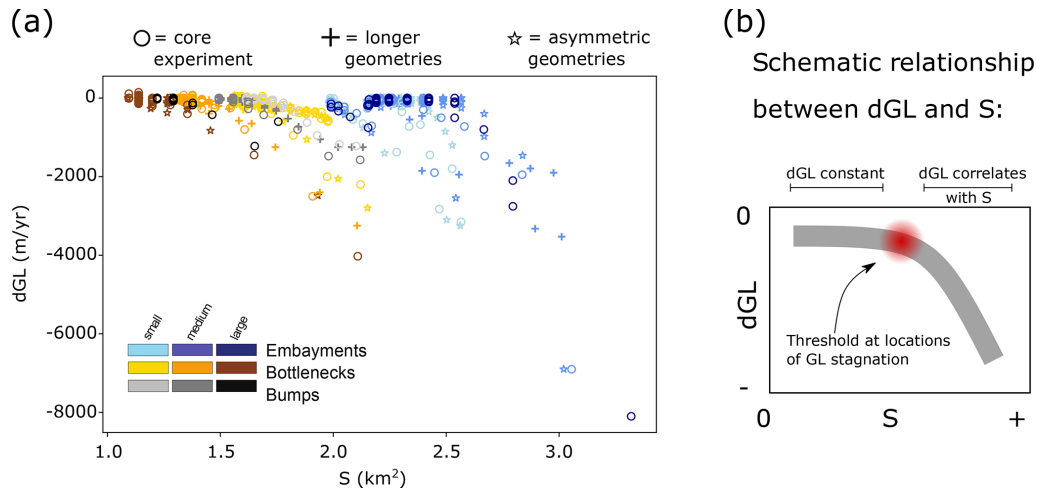 (a)
= core
experiment
= longer
geometries
= asymmetric
geometries
0
-2000
-4000
-6000
-8000
dGL (m/yr)
small
medium
large
Embayments
Bottlenecks
Bumps
1.0
1.5
2.0
2.5
3.0
S (km²)
(b)
Schematic relationship
between dGL and S:
dGL constant
dGL correlates
with S
0
dGL
-
Threshold at locations
of GL stagnation
0
S
+